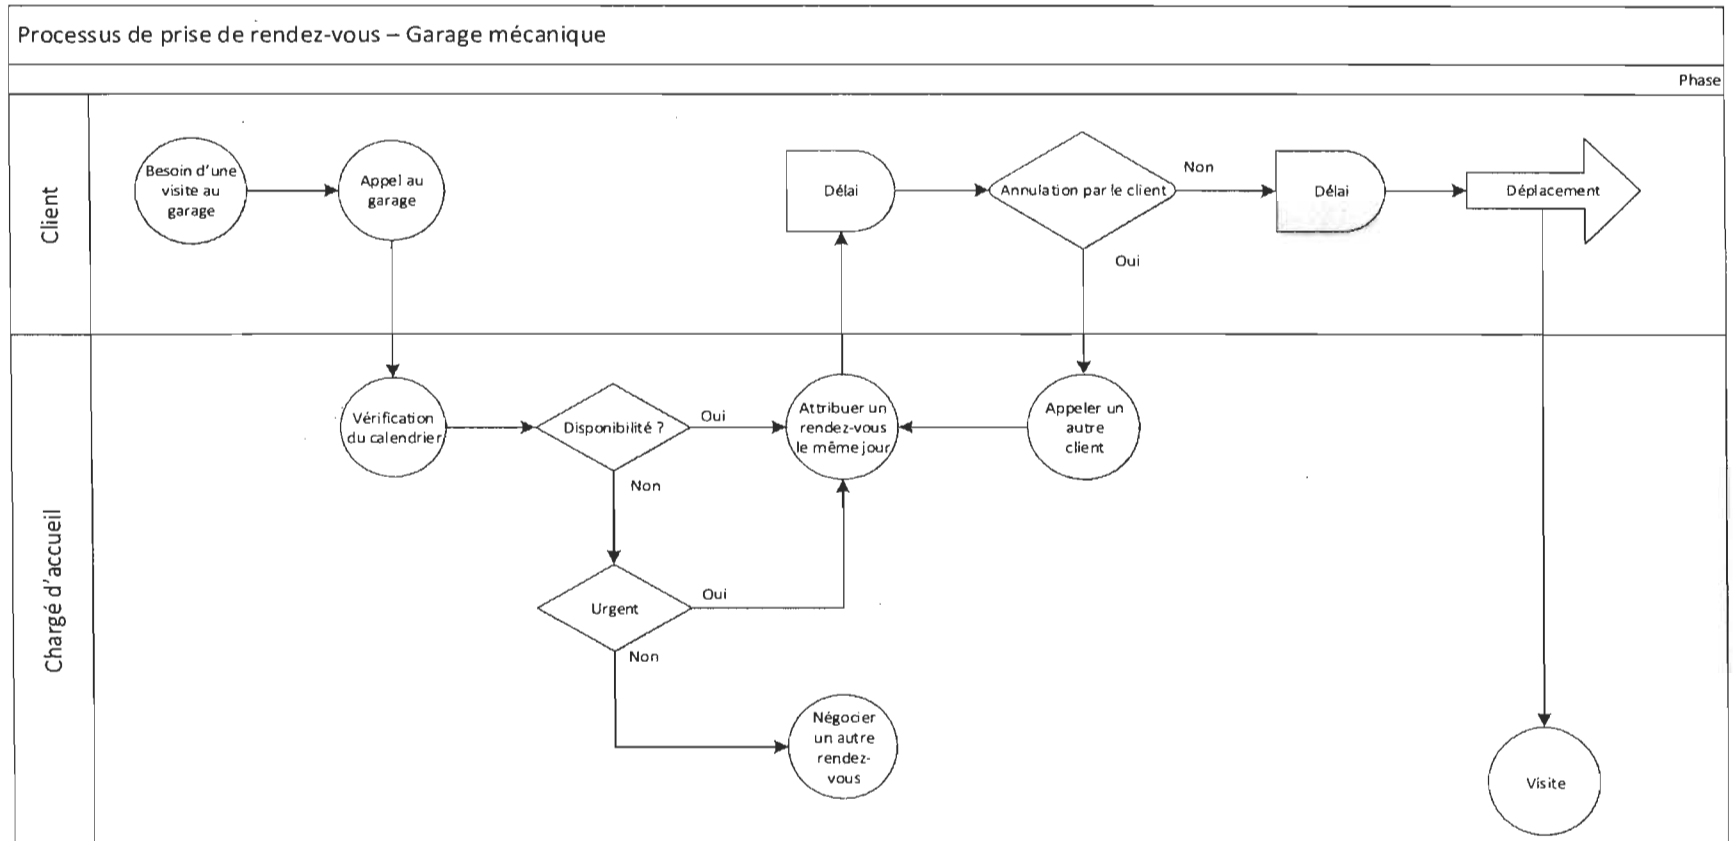 Processus de prise de rendez-vous – Garage mécanique
Phase
Client
Besoin d'une
visite au
garage
Appel au
garage
Délai
Annulation par le client
Non
Oui
Délai
Déplacement
Chargé d'accueil
Vérification
du calendrier
Disponibilité ?
Oui
Non
Attribuer un
rendez-vous
le même jour
Appeler un
autre
client
Urgent
Oui
Non
Négocier
un autre
rendez-
vous
Visite